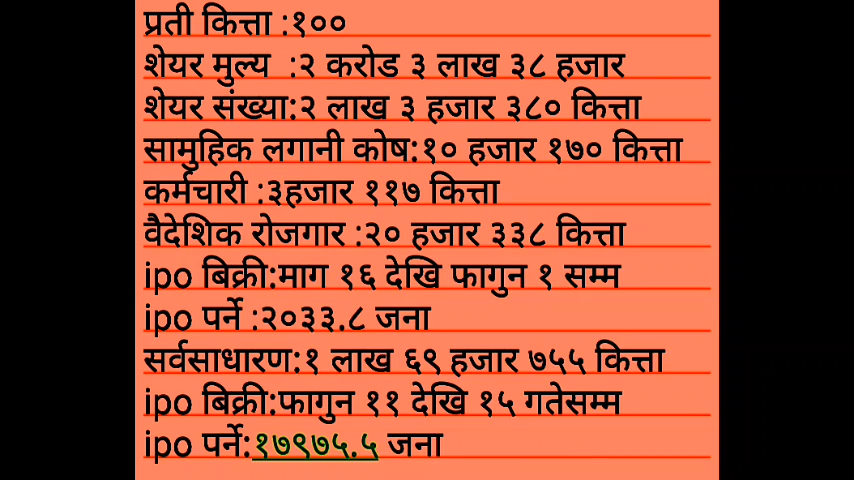 प्रती कित्ता :१००
शेयर मुल्य :२ करोड ३ लाख ३८ हजार
शेयर संख्या:२ लाख ३ हजार ३८० कित्ता
सामुहिक लगानी कोष:१० हजार १७० कित्ता
कर्मचारी :३हजार ११७ कित्ता
वैदेशिक रोजगार :२० हजार ३३८ कित्ता
ipo बिक्री:माग १६ देखि फागुन १ सम्म
ipo पर्ने :२०३३.८ जना
सर्वसाधारण:१ लाख ६९ हजार ७५५ कित्ता
ipo बिक्री:फागुन ११ देखि १५ गतेसम्म
ipo पर्ने:१७९७५.५ जना